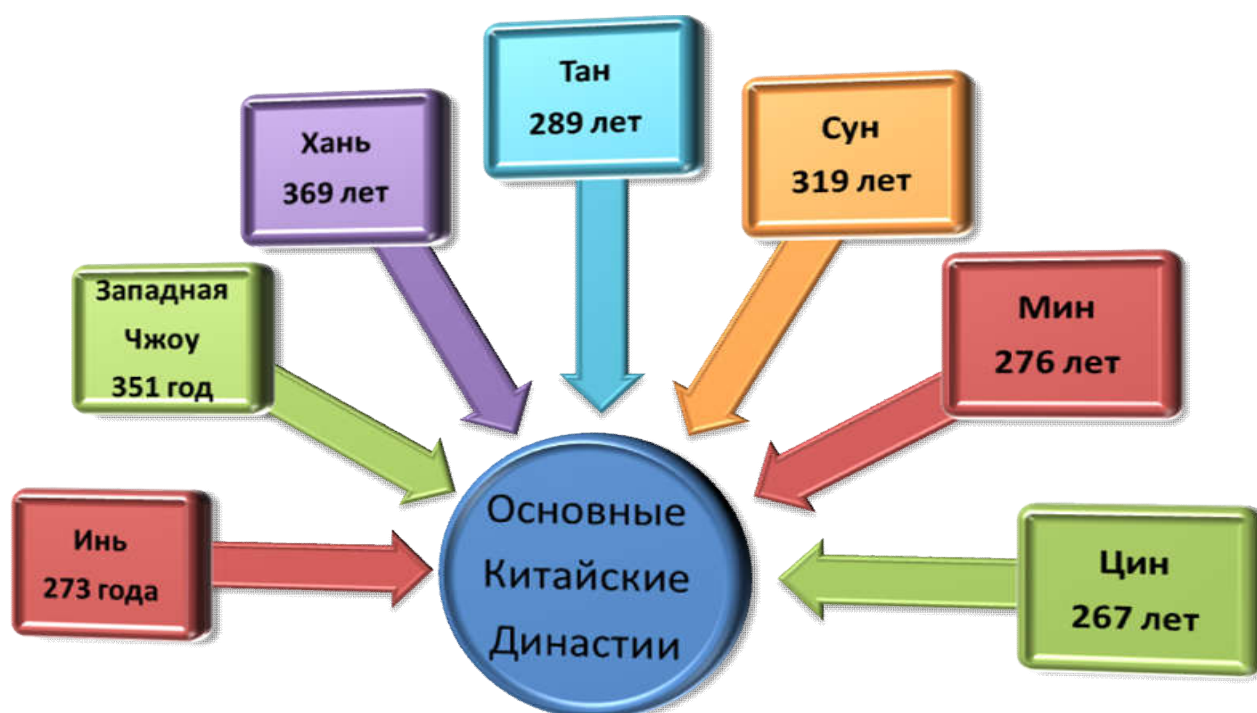 Тан
289 лет
Хань
369 лет
Сун
319 лет
Западная
Чжоу
351 год
Мин
276 лет
Инь
273 года
Основные
Китайские
Династии
Цин
267 лет